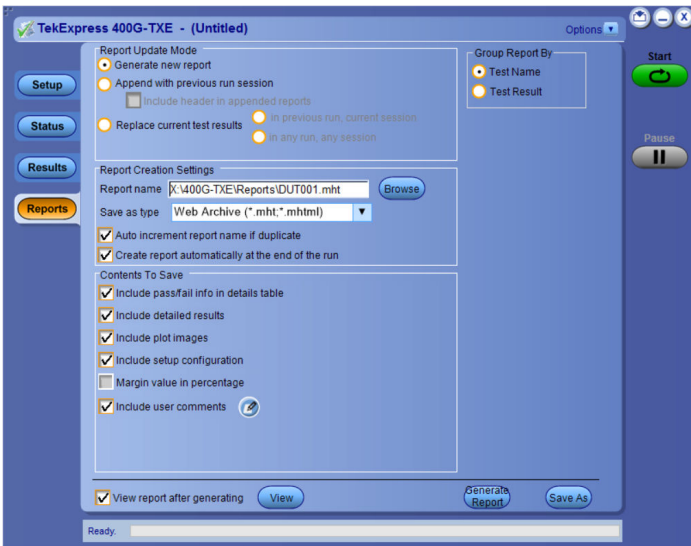 TekExpress 400G-TXE - (Untitled)
Options
Start
Pause
Setup
Status
Results
Reports
Report Update Mode
Generate new report
Append with previous run session
Include header in appended reports
Replace current test results
in previous run, current session
in any run, any session
Group Report By
Test Name
Test Result
Report Creation Settings
Report name X:\400G-TXE\Reports\DUT001.mht Browse
Save as type Web Archive (*.mht;*.mhtml)
Auto increment report name if duplicate
Create report automatically at the end of the run
Contents To Save
Include pass/fail info in details table
Include detailed results
Include plot images
Include setup configuration
Margin value in percentage
Include user comments
View report after generating View
Generate
Report
Save As
Ready.